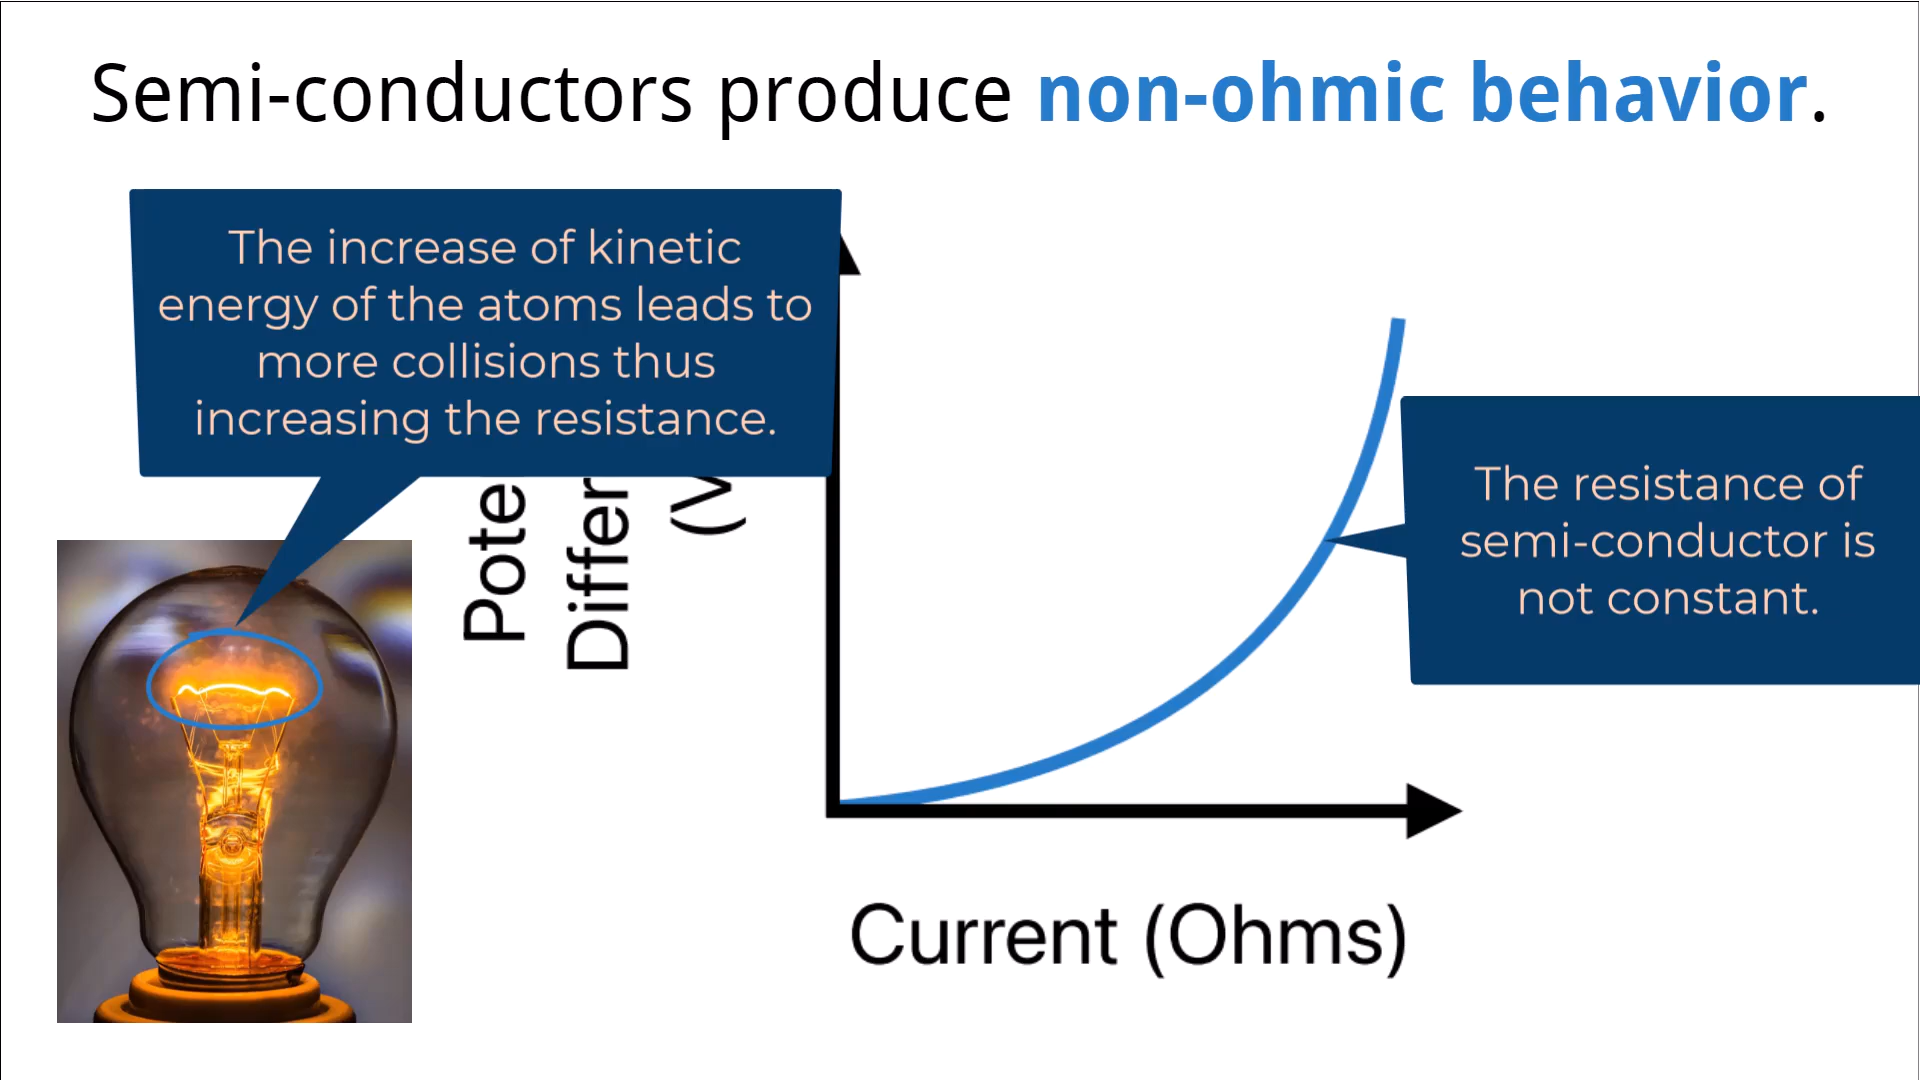 Semi-conductors produce non-ohmic behavior.
The increase of kinetic
energy of the atoms leads to
more collisions thus
increasing the resistance.
Pote
Differ
(V
The resistance of
semi-conductor is
not constant.
Current (Ohms)